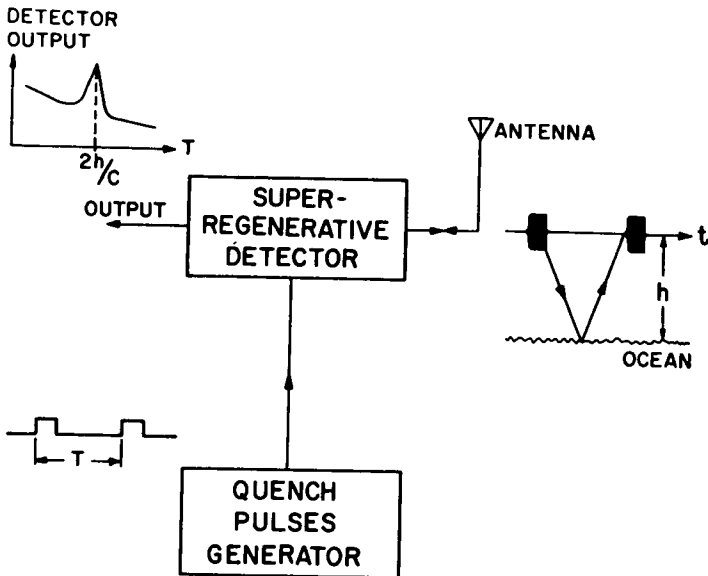 DETECTOR
OUTPUT
T
2h/C
ANTENNA
OUTPUT
SUPER-
REGENERATIVE
DETECTOR
t
h
OCEAN
T
QUENCH
PULSES
GENERATOR